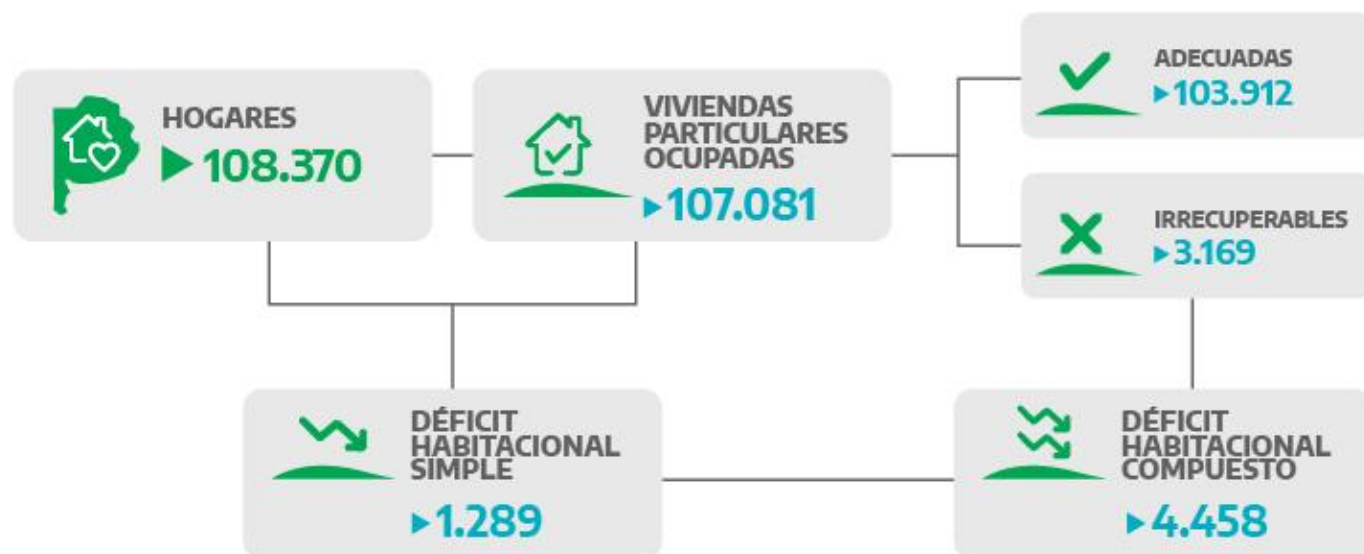 HOGARES
108.370
VIVIENDAS
PARTICULARES
OCUPADAS
107.081
ADECUADAS
103.912
IRRECUPERABLES
3.169
DÉFICIT
HABITACIONAL
SIMPLE
1.289
DÉFICIT
HABITACIONAL
COMPUESTO
4.458